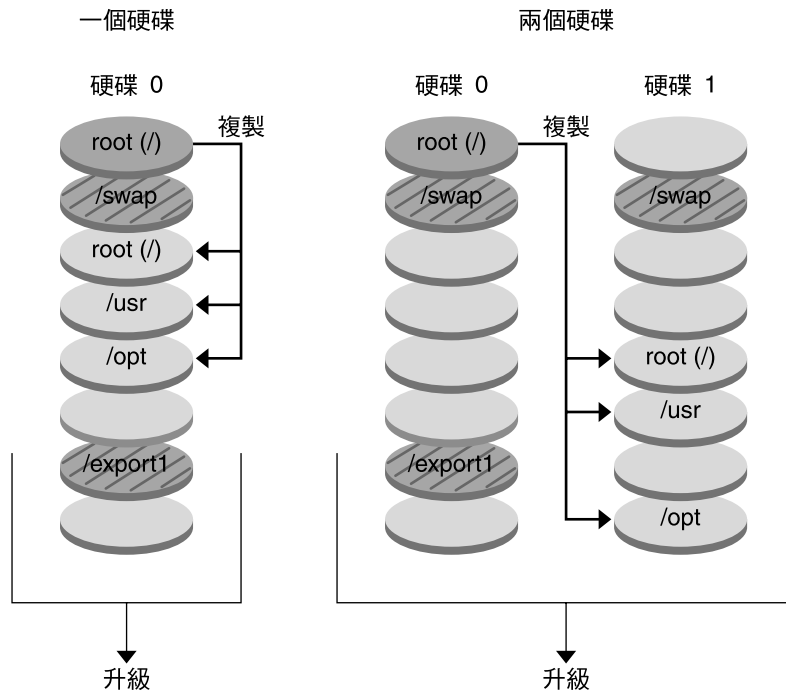 一個硬碟
兩個硬碟
硬碟 0
硬碟 0
硬碟 1
root (/)
複製
/swap
root (/)
/usr
/opt
/export1
root (/)
複製
/swap
/export1
/swap
root (/)
/usr
/opt
升級
升級